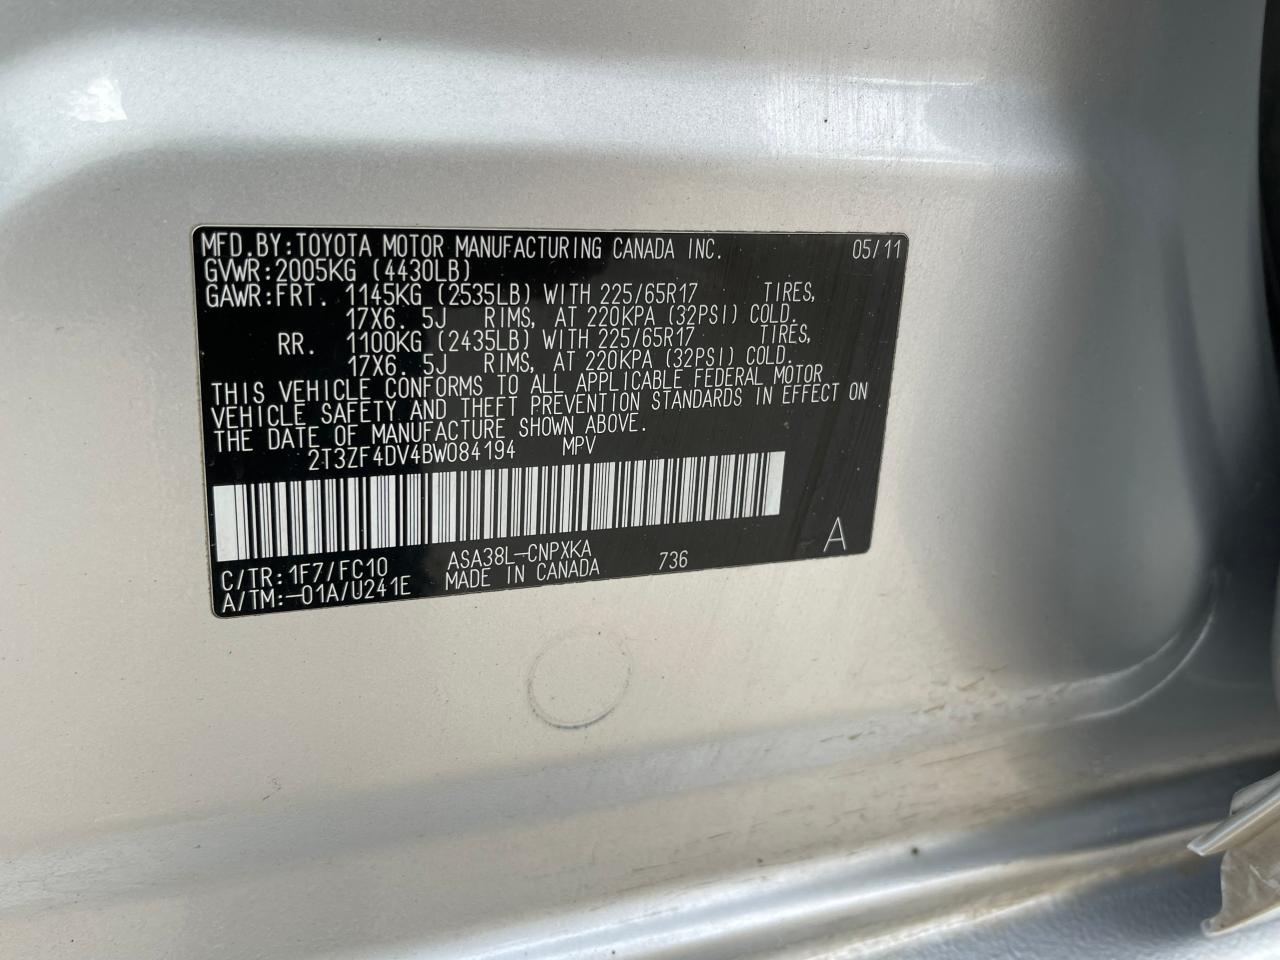 MFD.BY:TOYOTA MOTOR MANUFACTURING CANADA INC. 05/11
GVWR:2005KG (4430LB)
GAWR:FRT. 1145KG (2535LB) WITH 225/65R17 TIRES,
17X6.5J RIMS, AT 220KPA (32PSI) COLD.
RR. 1100KG (2435LB) WITH 225/65R17 TIRES,
17X6.5J RIMS, AT 220KPA (32PSI) COLD.
THIS VEHICLE CONFORMS TO ALL APPLICABLE FEDERAL MOTOR
VEHICLE SAFETY AND THEFT PREVENTION STANDARDS IN EFFECT ON
THE DATE OF MANUFACTURE SHOWN ABOVE.
2T3ZF4DV4BW084194 MPV
A
C/TR:1F7/FC10 ASA38L-CNPXKA 736
A/TM:-01A/U241E MADE IN CANADA